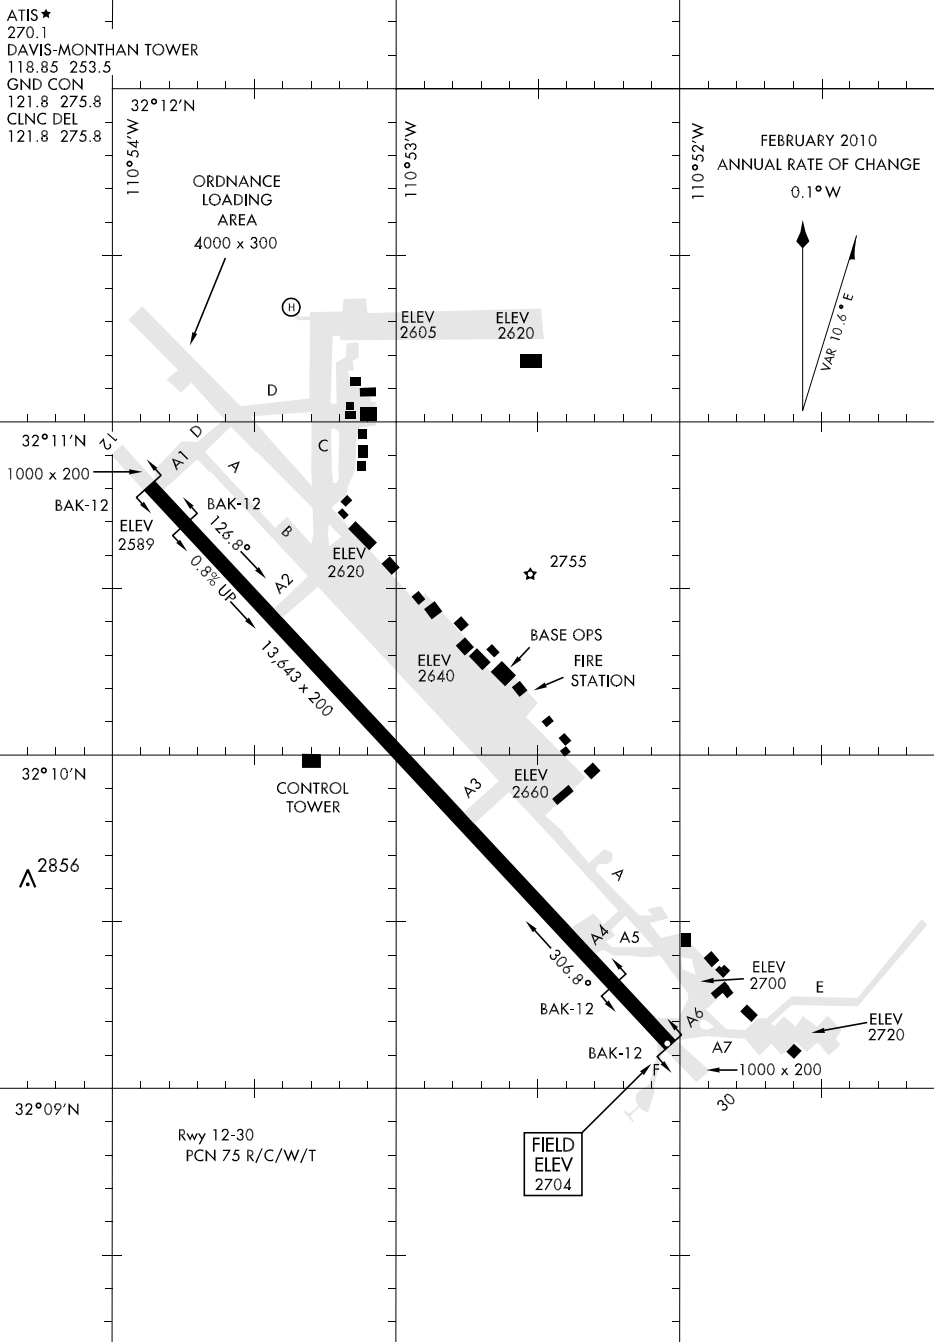 ATIS★
270.1
DAVIS-MONTHAN TOWER
118.85 253.5
GND CON
121.8 275.8
CLNC DEL
121.8 275.8
32°12'N
110°54'W
110°53'W
110°52'W
FEBRUARY 2010
ANNUAL RATE OF CHANGE
0.1° W
VAR 10.6° E
ORDNANCE
LOADING
AREA
4000 x 300
H
ELEV
2605
ELEV
2620
D
32°11'N
12
D
C
A1
A
1000 x 200
BAK-12
BAK-12
ELEV
2589
126.8°
B
ELEV
2620
0.8% UP
A2
2755
BASE OPS
FIRE
STATION
ELEV
2640
13,643 x 200
32°10'N
CONTROL
TOWER
A3
ELEV
2660
2856
A
A4
A5
306.8°
ELEV
2700
E
BAK-12
A6
ELEV
2720
BAK-12
A7
F
1000 x 200
32°09'N
30
Rwy 12-30
PCN 75 R/C/W/T
FIELD
ELEV
2704